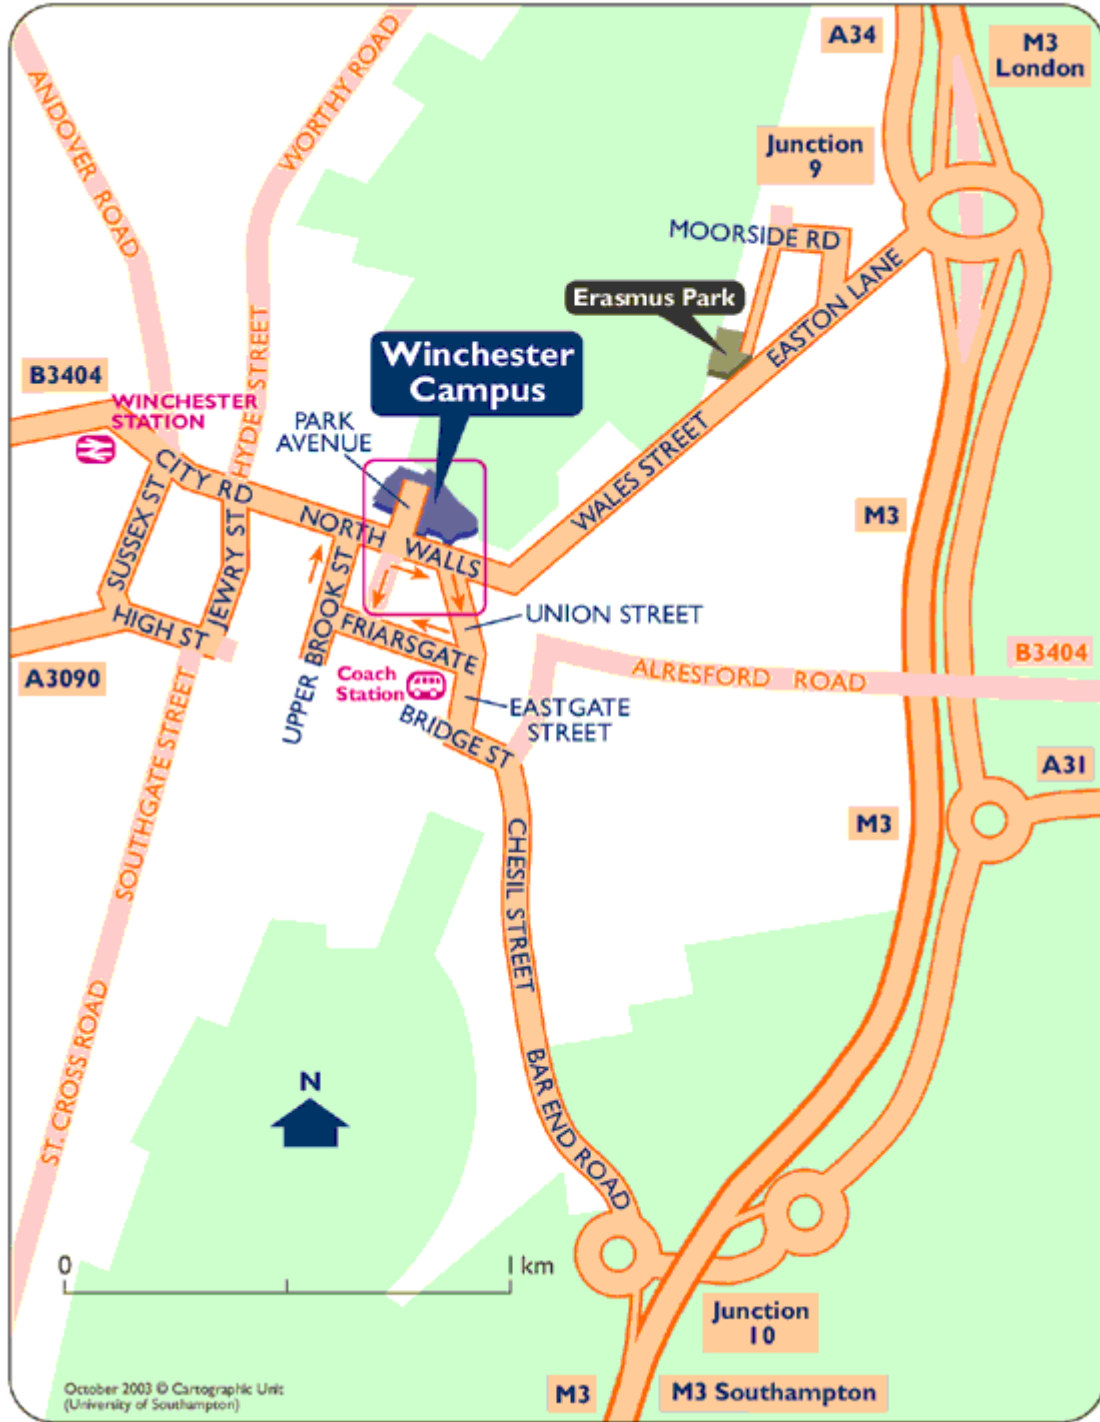 A34
M3
London
ANDOVER ROAD
WORTHY ROAD
Junction
9
MOORSIDE RD
Erasmus Park
EASTON LANE
Winchester
Campus
B3404
WINCHESTER
STATION
HYDE STREET
PARK
AVENUE
CITY RD
WALES STREET
SUSSEX ST
JEWRY ST
NORTH WALLS
M3
UPPER BROOK ST
HIGH ST
FRIARSGATE
UNION STREET
A3090
Coach
Station
ALRESFORD ROAD
B3404
EASTGATE
STREET
BRIDGE ST
SOUTHGATE STREET
A31
M3
CHESIL STREET
ST. CROSS ROAD
BAR END ROAD
N
0
1 km
Junction
10
M3
M3 Southampton
October 2003 © Cartographic Unit
(University of Southampton)